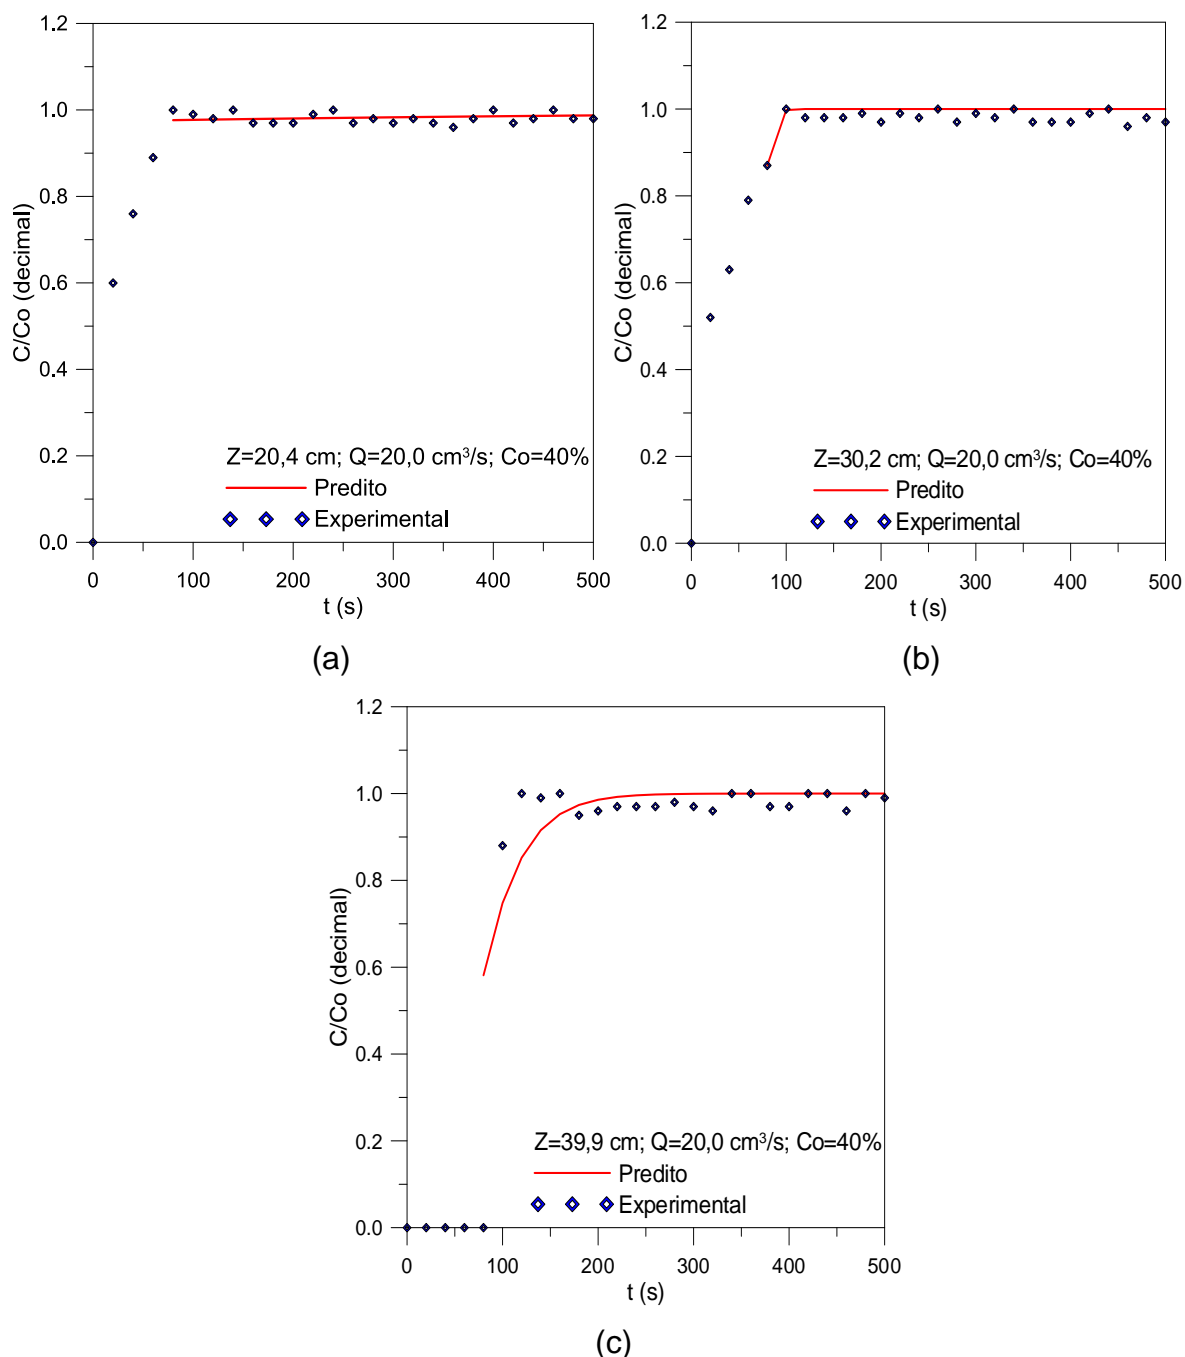 1.2
1.0
0.8
0.6
0.4
0.2
0.0
C/Co (decimal)
Z=20,4 cm; Q=20,0 cm³/s; Co=40%
Predito
Experimental
0 100 200 300 400 500
t (s)
(a)
1.2
1.0
0.8
0.6
0.4
0.2
0.0
C/Co (decimal)
Z=30,2 cm; Q=20,0 cm³/s; Co=40%
Predito
Experimental
0 100 200 300 400 500
t (s)
(b)
1.2
1.0
0.8
0.6
0.4
0.2
0.0
C/Co (decimal)
Z=39,9 cm; Q=20,0 cm³/s; Co=40%
Predito
Experimental
0 100 200 300 400 500
t (s)
(c)